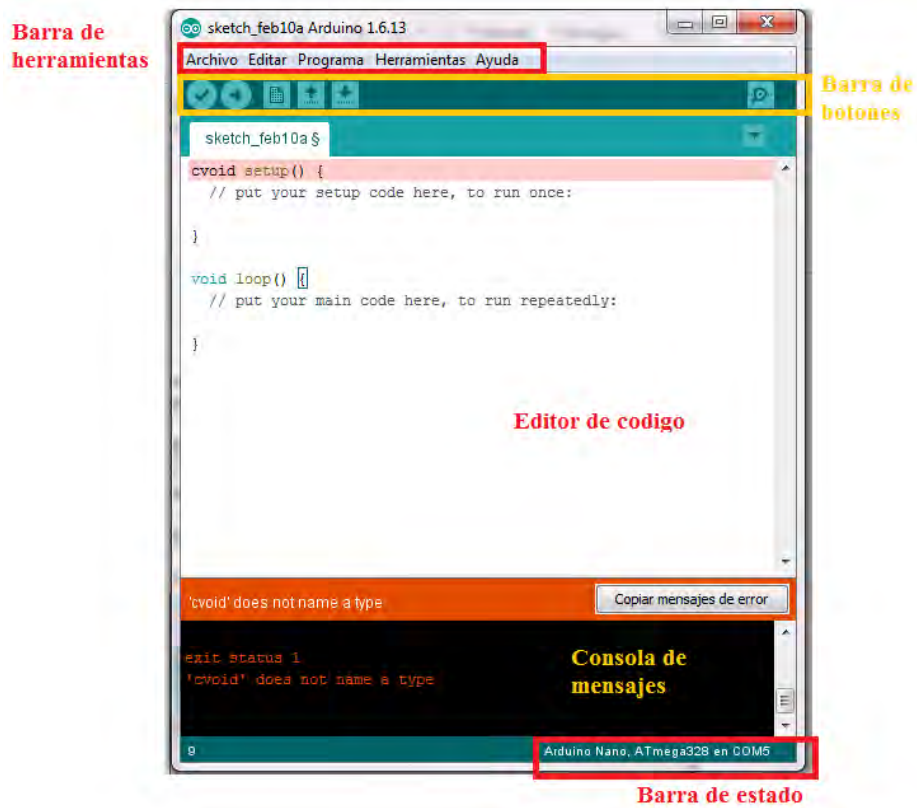 Barra de
herramientas
sketch_feb10a Arduino 1.6.13
Archivo Editar Programa Herramientas Ayuda
Barra de
botones
sketch_feb10a §
cvoid setup() {
// put your setup code here, to run once:
}
void loop() {
// put your main code here, to run repeatedly:
}
Editor de codigo
'cvoid' does not name a type
Copiar mensajes de error
exit status 1
'cvoid' does not name a type
Consola de
mensajes
9
Arduino Nano, ATmega328 en COM5
Barra de estado